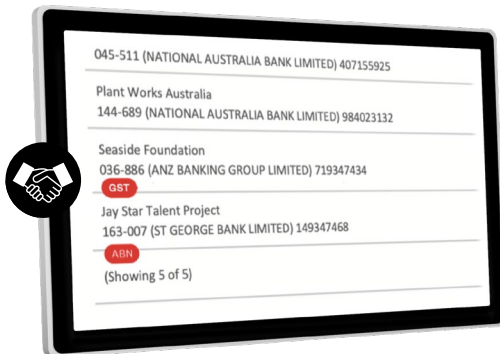 045-511 (NATIONAL AUSTRALIA BANK LIMITED) 407155925
Plant Works Australia
144-689 (NATIONAL AUSTRALIA BANK LIMITED) 984023132
Seaside Foundation
036-886 (ANZ BANKING GROUP LIMITED) 719347434
GST
Jay Star Talent Project
163-007 (ST GEORGE BANK LIMITED) 149347468
ABN
(Showing 5 of 5)